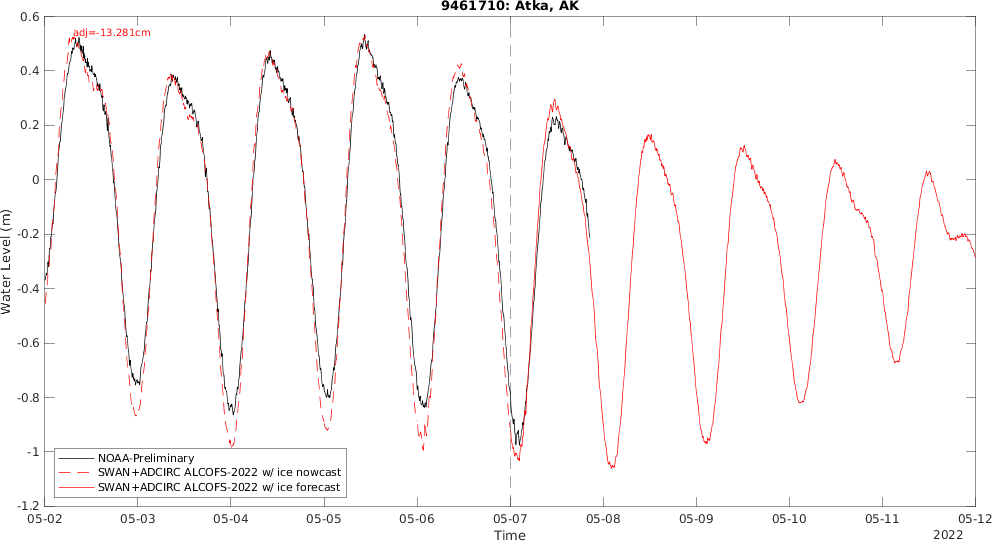 9461710: Atka, AK
adj=-13.281cm
0.6
0.4
0.2
0
-0.2
-0.4
-0.6
-0.8
-1
-1.2
Water Level (m)
NOAA-Preliminary
SWAN+ADCIRC ALCOFS-2022 w/ ice nowcast
SWAN+ADCIRC ALCOFS-2022 w/ ice forecast
05-02 05-03 05-04 05-05 05-06 05-07 05-08 05-09 05-10 05-11 05-12
Time
2022